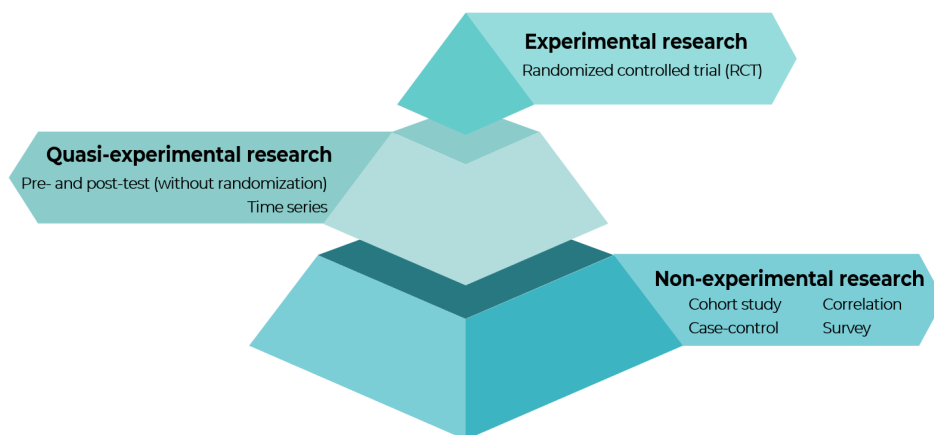 Experimental research
Randomized controlled trial (RCT)
Quasi-experimental research
Pre- and post-test (without randomization)
Time series
Non-experimental research
Cohort study Correlation
Case-control Survey